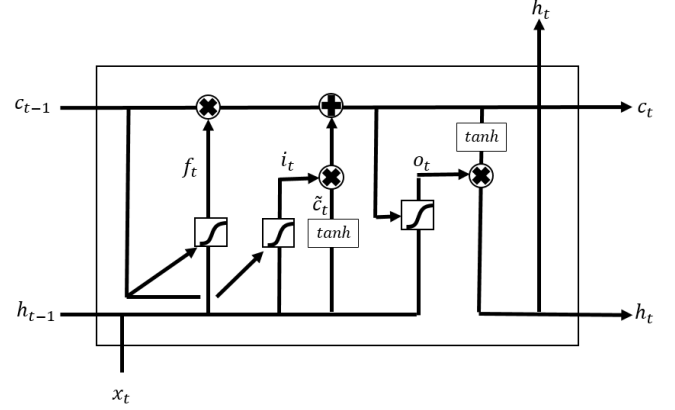 h_t
c_{t-1}
c_t
tanh
f_t
i_t
o_t
c̃_t
tanh
h_{t-1}
h_t
x_t